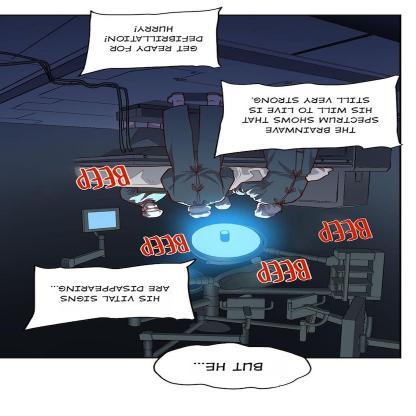 BUT HE...
HIS VITAL SIGNS
ARE DISAPPEARING...
BEEP
BEEP
BEEP
BEEP
THE BRAINWAVE
SPECTRUM SHOWS THAT
HIS WILL TO LIVE IS
STILL VERY STRONG.
GET READY FOR
DEFIBRILLATION!
HURRY!